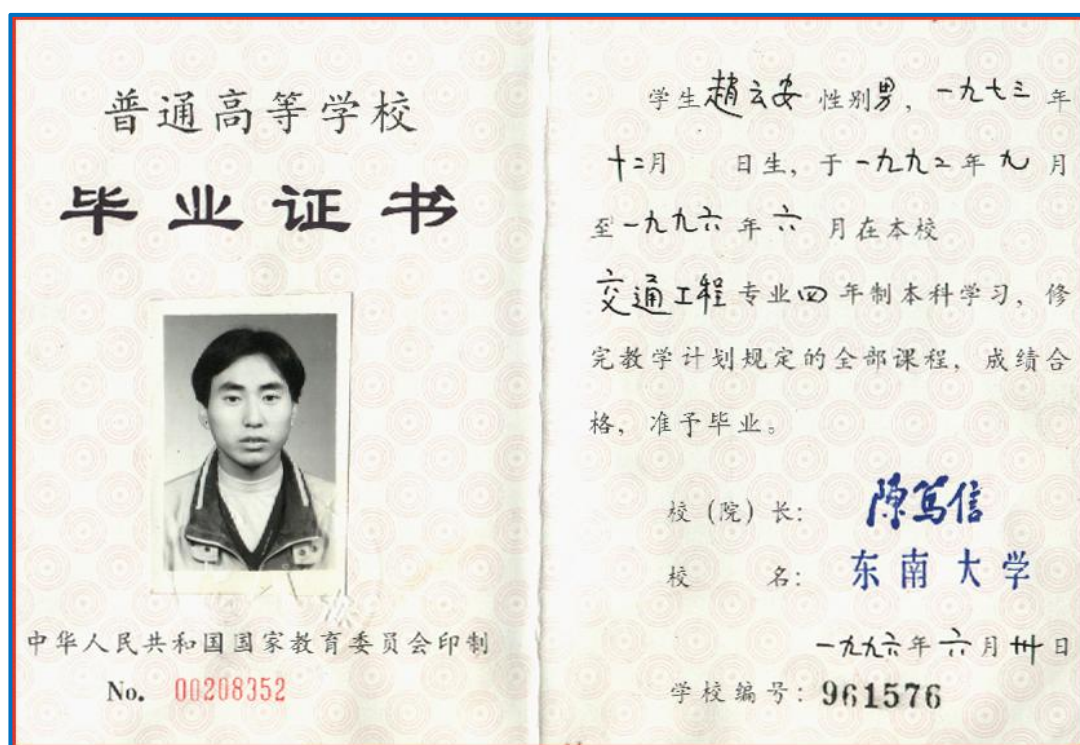 普通高等学校
毕业证书
中华人民共和国国家教育委员会印制
No. 00208352
学生趙云安 性别男，一九七三年
十二月 日生，于一九九二年九月
至一九九六年六月在本校
交通工程专业四年制本科学习，修
完教学计划规定的全部课程，成绩合
格，准予毕业。
校（院）长：陳笃信
校 名：东南大学
一九九六年六月卅日
学校编号：961576